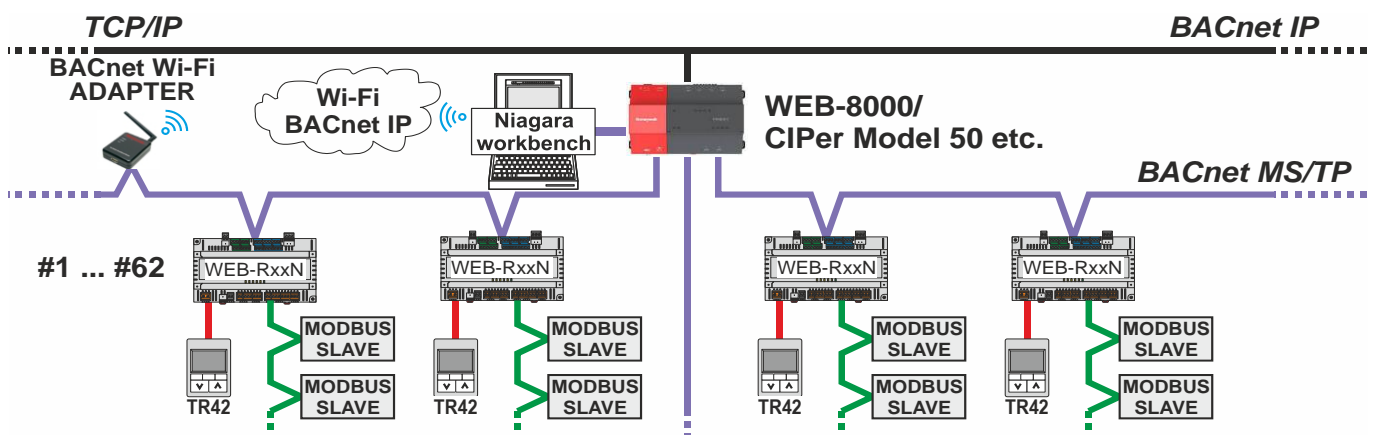 TCP/IP
BACnet IP
BACnet Wi-Fi
ADAPTER
Wi-Fi
BACnet IP
Niagara
workbench
WEB-8000/
CIPer Model 50 etc.
BACnet MS/TP
#1 ... #62
WEB-RxxN
WEB-RxxN
WEB-RxxN
WEB-RxxN
MODBUS
SLAVE
MODBUS
SLAVE
MODBUS
SLAVE
MODBUS
SLAVE
MODBUS
SLAVE
MODBUS
SLAVE
MODBUS
SLAVE
MODBUS
SLAVE
TR42
TR42
TR42
TR42